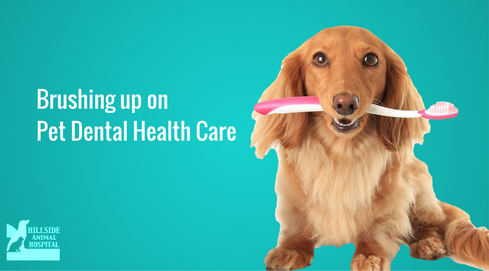 Brushing up on
Pet Dental Health Care
HILLSIDE
ANIMAL
HOSPITAL